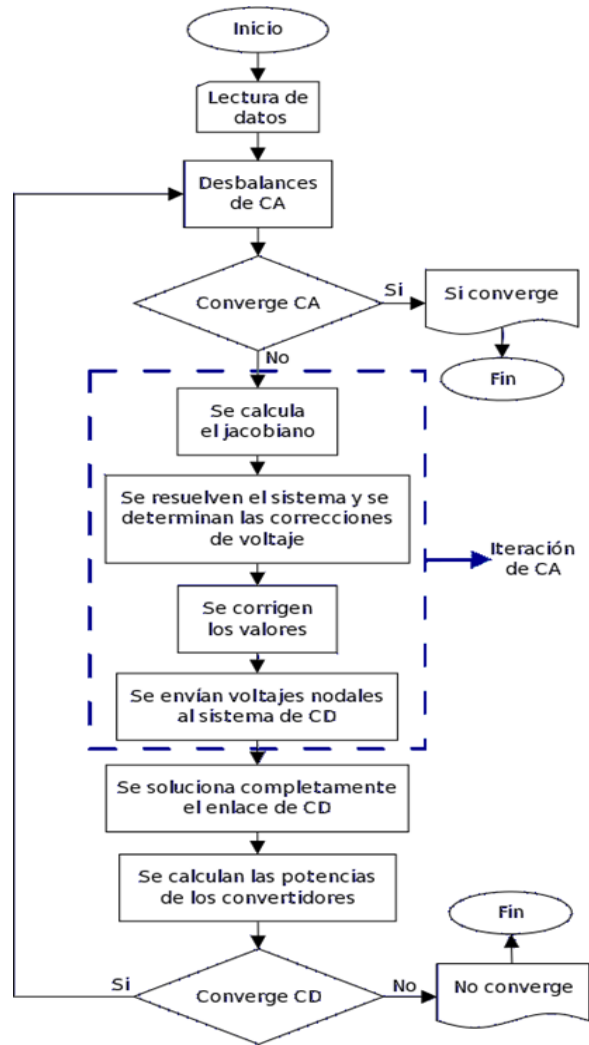 Inicio
Lectura de
datos
Desbalances
de CA
Converge CA
Si
Si converge
Fin
No
Se calcula
el jacobiano
Se resuelven el sistema y se
determinan las correcciones
de voltaje
Iteración
de CA
Se corrigen
los valores
Se envían voltajes nodales
al sistema de CD
Se soluciona completamente
el enlace de CD
Se calculan las potencias
de los convertidores
Fin
Si
Converge CD
No
No converge